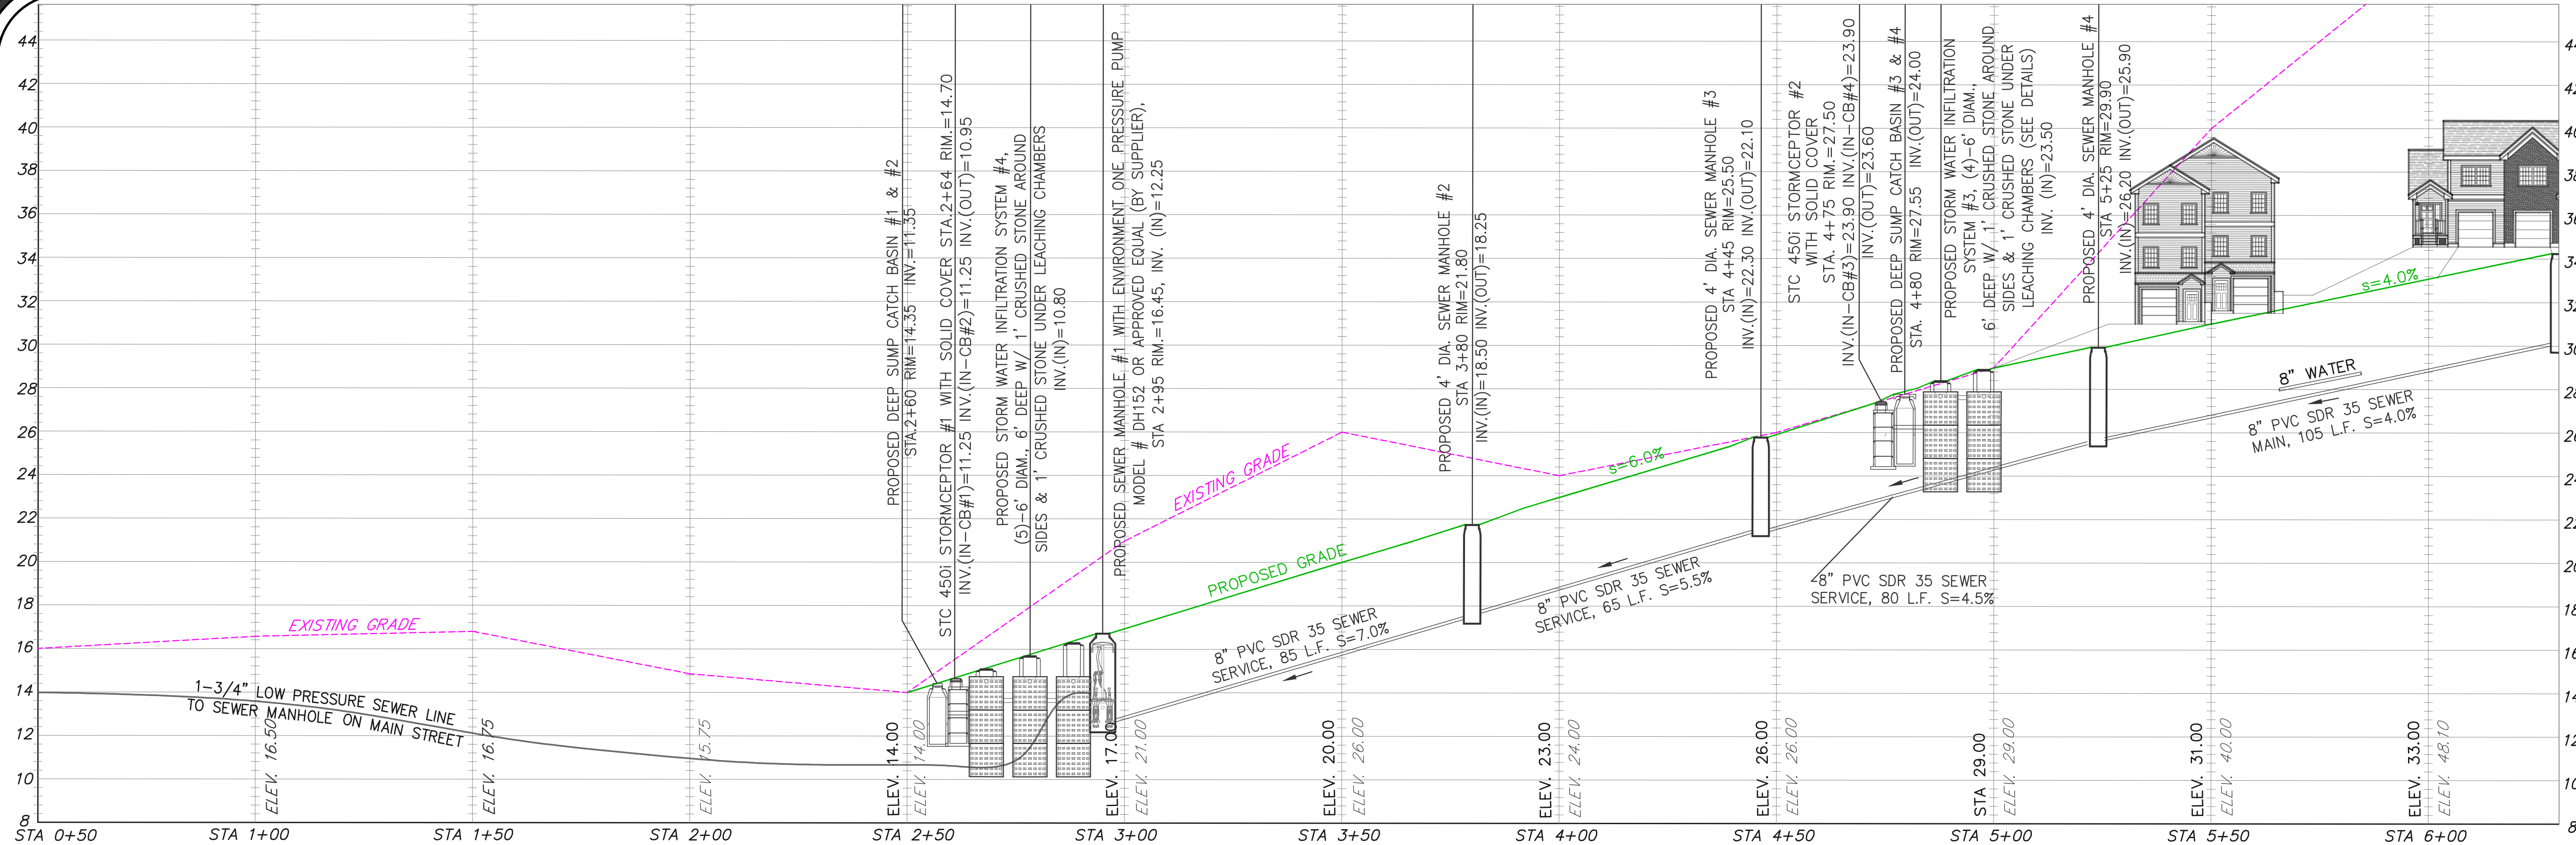 44
42
40
38
36
34
32
30
28
26
24
22
20
18
16
14
12
10
8
EXISTING GRADE
1-3/4" LOW PRESSURE SEWER LINE
TO SEWER MANHOLE ON MAIN STREET
ELEV. 16.50
ELEV. 16.75
ELEV. 15.75
PROPOSED DEEP SUMP CATCH BASIN #1 & #2
STA.2+60 RIM=14.35 INV.=11.35
STC 450i STORMCEPTOR #1 WITH SOLID COVER STA.2+64 RIM.=14.70
INV.(IN-CB#1)=11.25 INV.(IN-CB#2)=11.25 INV.(OUT)=10.95
PROPOSED STORM WATER INFILTRATION SYSTEM #4,
(5)-6' DIAM., 6' DEEP W/ 1' CRUSHED STONE AROUND
SIDES & 1' CRUSHED STONE UNDER LEACHING CHAMBERS
INV.(IN)=10.80
PROPOSED SEWER MANHOLE #1 WITH ENVIRONMENT ONE PRESSURE PUMP
MODEL # DH152 OR APPROVED EQUAL (BY SUPPLIER),
STA 2+95 RIM.=16.45, INV. (IN)=12.25
EXISTING GRADE
PROPOSED GRADE
8" PVC SDR 35 SEWER
SERVICE, 85 L.F. S=7.0%
PROPOSED 4' DIA. SEWER MANHOLE #2
STA 3+80 RIM=21.80
INV.(IN)=18.50 INV.(OUT)=18.25
8" PVC SDR 35 SEWER
SERVICE, 65 L.F. S=5.5%
s=6.0%
PROPOSED 4' DIA. SEWER MANHOLE #3
STA 4+45 RIM=25.50
INV.(IN)=22.30 INV.(OUT)=22.10
STC 450i STORMCEPTOR #2
WITH SOLID COVER
STA. 4+75 RIM.=27.50
INV.(IN-CB#3)=23.90 INV.(IN-CB#4)=23.90
INV.(OUT)=23.60
PROPOSED DEEP SUMP CATCH BASIN #3 & #4
STA. 4+80 RIM=27.55 INV.(OUT)=24.00
PROPOSED STORM WATER INFILTRATION
SYSTEM #3, (4)-6' DIAM.,
6' DEEP W/ 1' CRUSHED STONE AROUND
SIDES & 1' CRUSHED STONE UNDER
LEACHING CHAMBERS (SEE DETAILS)
INV. (IN)=23.50
PROPOSED 4' DIA. SEWER MANHOLE #4
STA 5+25 RIM=29.90
INV.(IN)=26.20 INV.(OUT)=25.90
8" PVC SDR 35 SEWER
SERVICE, 80 L.F. S=4.5%
s=4.0%
8" WATER
8" PVC SDR 35 SEWER
MAIN, 105 L.F. S=4.0%
ELEV. 14.00
ELEV. 14.00
ELEV. 17.00
ELEV. 21.00
ELEV. 20.00
ELEV. 26.00
ELEV. 23.00
ELEV. 24.00
ELEV. 26.00
ELEV. 26.00
STA 29.00
ELEV. 29.00
ELEV. 31.00
ELEV. 40.00
ELEV. 33.00
ELEV. 48.10
STA 0+50
STA 1+00
STA 1+50
STA 2+00
STA 2+50
STA 3+00
STA 3+50
STA 4+00
STA 4+50
STA 5+00
STA 5+50
STA 6+00